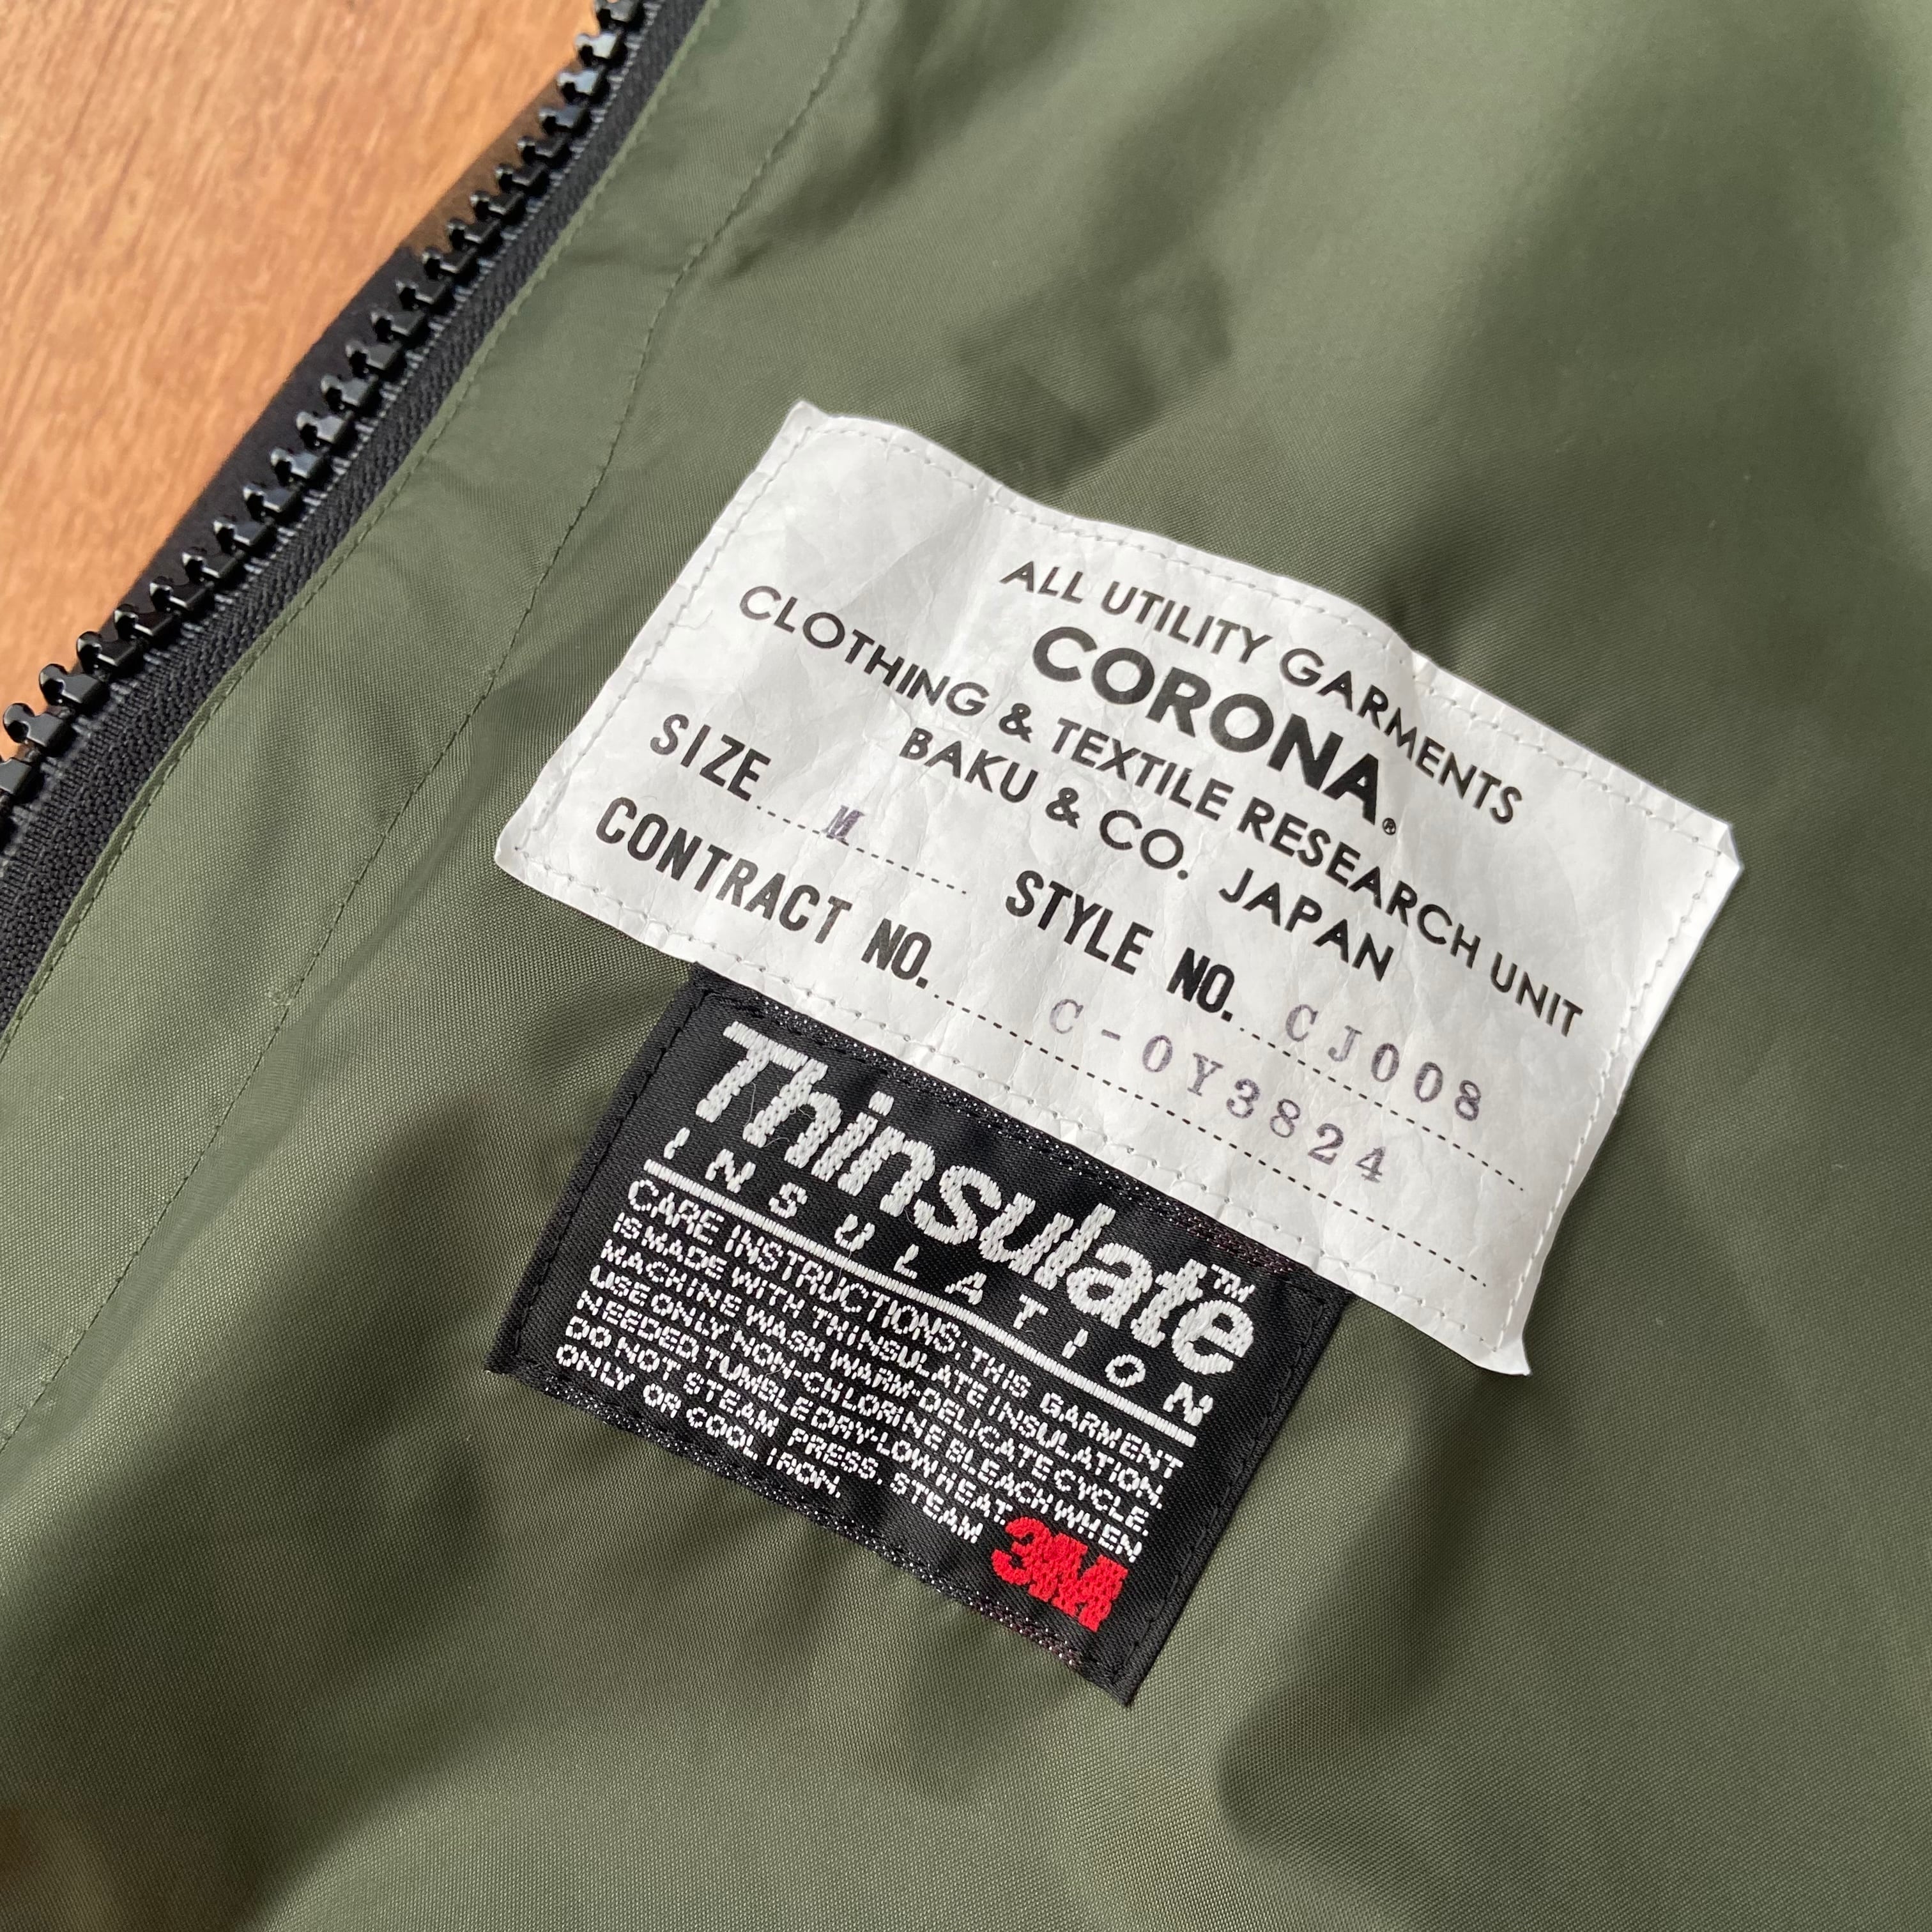 ALL UTILITY GARMENTS
CORONA®
CLOTHING & TEXTILE RESEARCH UNIT
BAKU & CO. JAPAN
SIZE M STYLE NO. CJ008
CONTRACT NO. C-0Y3824
Thinsulate™
INSULATION
CARE INSTRUCTIONS: THIS GARMENT
IS MADE WITH THINSULATE INSULATION.
MACHINE WASH WARM-DELICATE CYCLE.
USE ONLY NON-CHLORINE BLEACH WHEN
NEEDED.TUMBLE DRY-LOW HEAT.
DO NOT STEAM PRESS. STEAM
ONLY OR COOL IRON.
3M